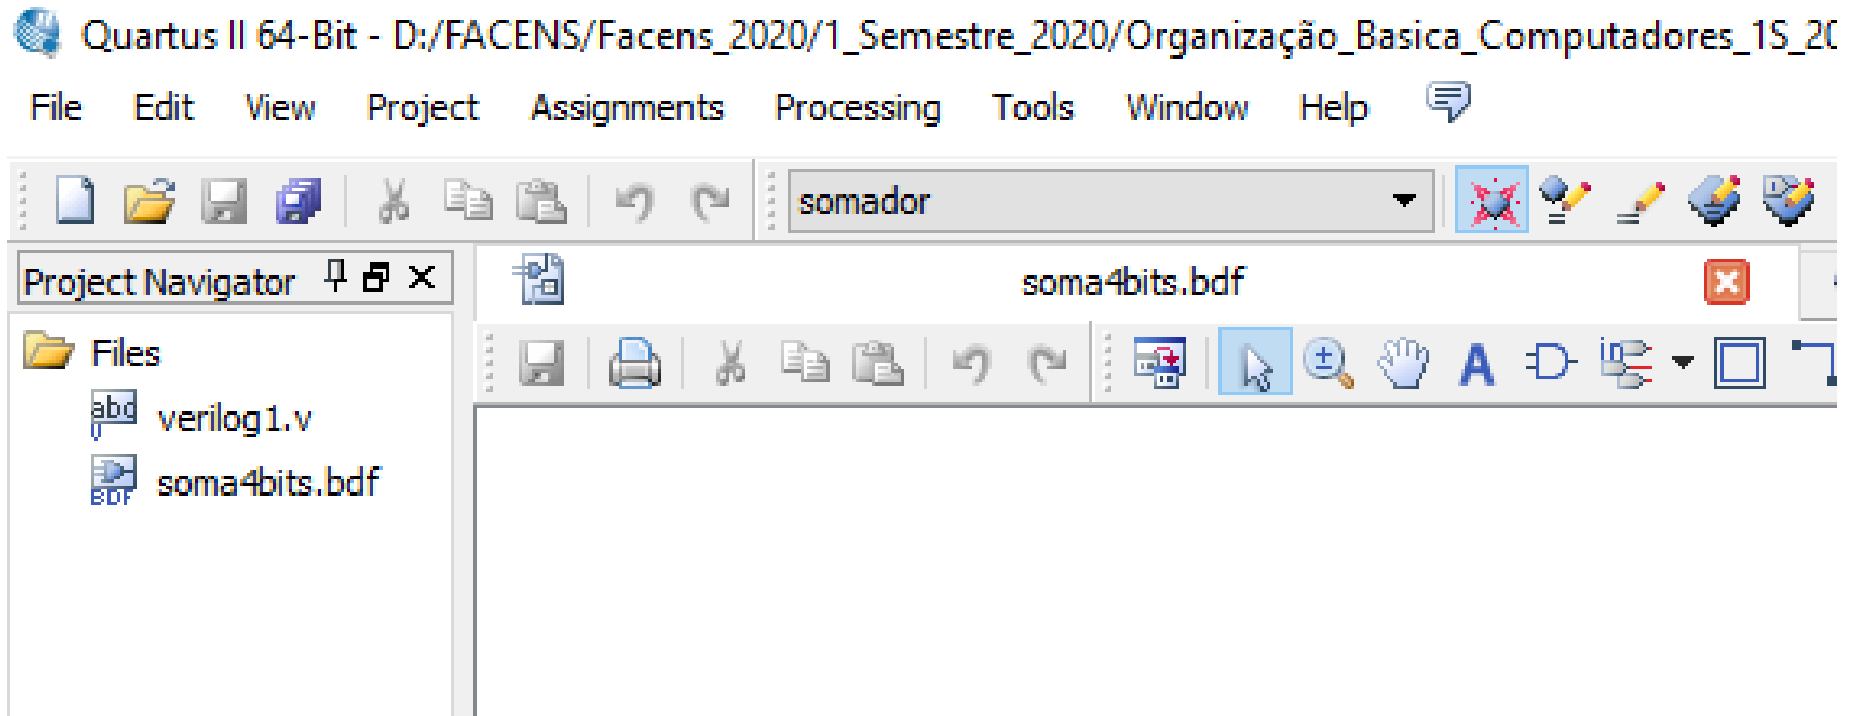 Quartus II 64-Bit - D:/FACENS/Facens_2020/1_Semestre_2020/Organização_Basica_Computadores_1S_20
File Edit View Project Assignments Processing Tools Window Help
somador
Project Navigator
soma4bits.bdf
Files
abd
verilog1.v
BDF
soma4bits.bdf